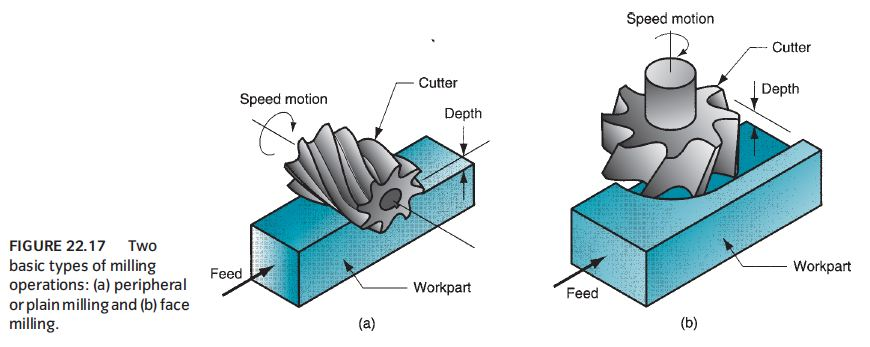 FIGURE 22.17 Two
basic types of milling
operations: (a) peripheral
or plain milling and (b) face
milling.
Speed motion
Cutter
Depth
Feed
Workpart
(a)
Speed motion
Cutter
Depth
Workpart
Feed
(b)